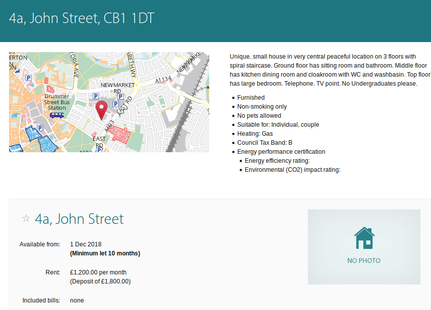 4a, John Street, CB1 1DT
Unique, small house in very central peaceful location on 3 floors with
spiral staircase. Ground floor has sitting room and bathroom. Middle floor
has kitchen dining room and cloakroom with WC and washbasin. Top floor
has large bedroom. Telephone. TV point. No Undergraduates please.
Furnished
Non-smoking only
No pets allowed
Suitable for: Individual, couple
Heating: Gas
Council Tax Band: B
Energy performance certification
Energy efficiency rating:
Environmental (CO2) impact rating:
NEWMARKET
A1134
Drummer
Street Bus
Station
EAST
RD
4a, John Street
Available from: 1 Dec 2018
(Minimum let 10 months)
Rent: £1,200.00 per month
(Deposit of £1,800.00)
Included bills: none
NO PHOTO